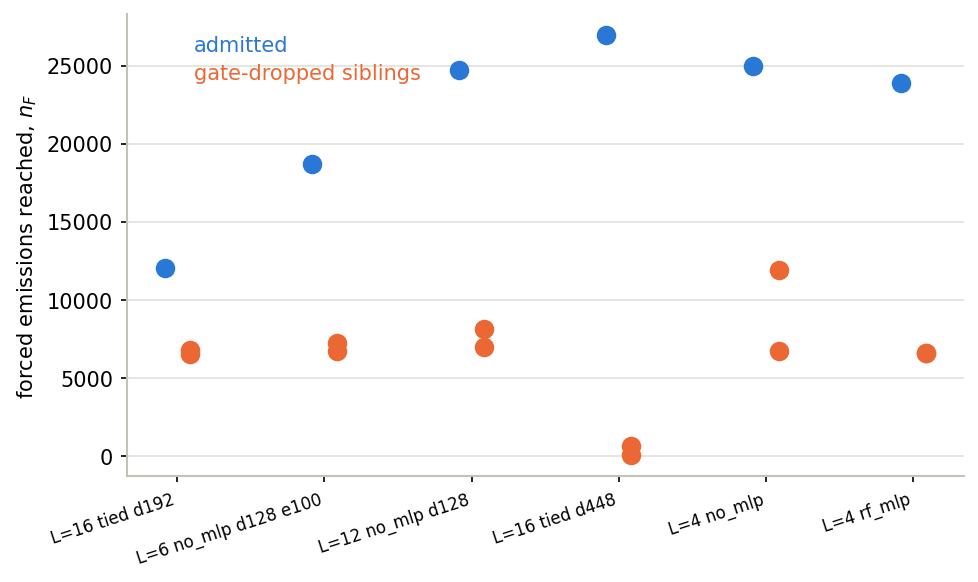 admitted
gate-dropped siblings
forced emissions reached, n_F
25000
20000
15000
10000
5000
0
L=16 tied d192
L=6 no_mlp d128 e100
L=12 no_mlp d128
L=16 tied d448
L=4 no_mlp
L=4 rf_mlp